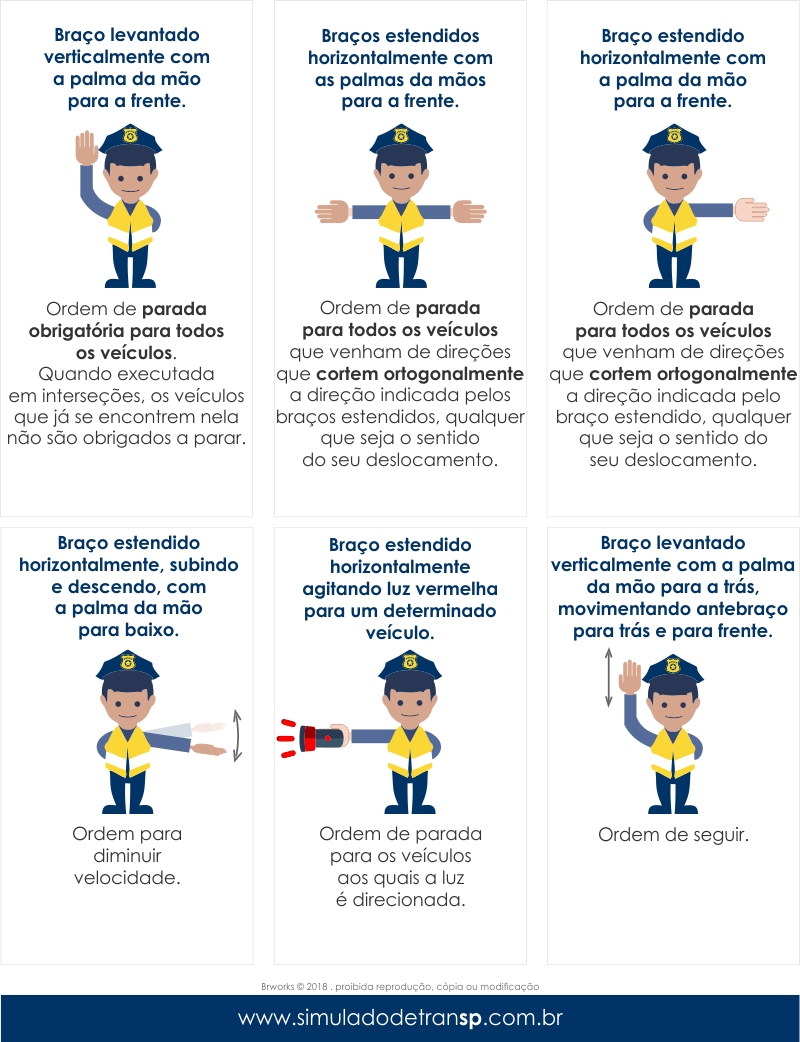 Braço levantado
verticalmente com
a palma da mão
para a frente.
Ordem de parada
obrigatória para todos
os veículos.
Quando executada
em interseções, os veículos
que já se encontrem nela
não são obrigados a parar.
Braços estendidos
horizontalmente com
as palmas da mãos
para a frente.
Ordem de parada
para todos os veículos
que venham de direções
que cortem ortogonalmente
a direção indicada pelos
braços estendidos, qualquer
que seja o sentido
do seu deslocamento.
Braço estendido
horizontalmente com
a palma da mão
para a frente.
Ordem de parada
para todos os veículos
que venham de direções
que cortem ortogonalmente
a direção indicada pelo
braço estendido, qualquer
que seja o sentido do
seu deslocamento.
Braço estendido
horizontalmente, subindo
e descendo, com
a palma da mão
para baixo.
Ordem para
diminuir
velocidade.
Braço estendido
horizontalmente
agitando luz vermelha
para um determinado
veículo.
Ordem de parada
para os veículos
aos quais a luz
é direcionada.
Braço levantado
verticalmente com a palma
da mão para a trás,
movimentando antebraço
para trás e para frente.
Ordem de seguir.
Brworks © 2018 . proibida reprodução, cópia ou modificação
www.simuladodetransp.com.br